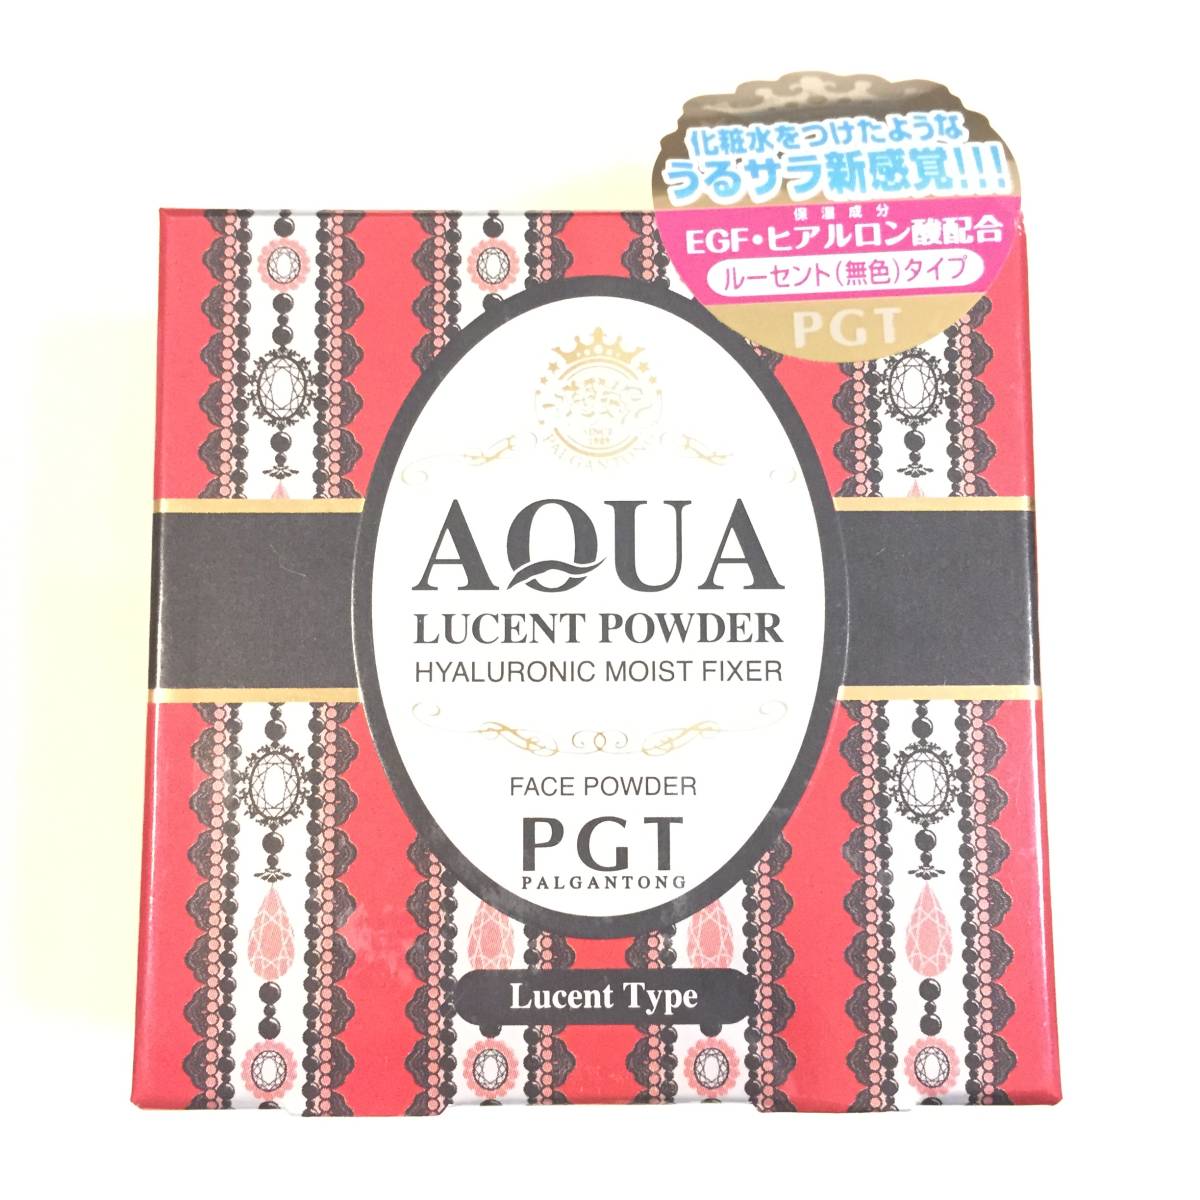 化粧水をつけたような
うるサラ新感覚!!!
保湿成分
EGF・ヒアルロン酸配合
ルーセント(無色)タイプ
PGT
SINCE
1989
PALGANTONG
AQUA
LUCENT POWDER
HYALURONIC MOIST FIXER
FACE POWDER
PGT
PALGANTONG
Lucent Type